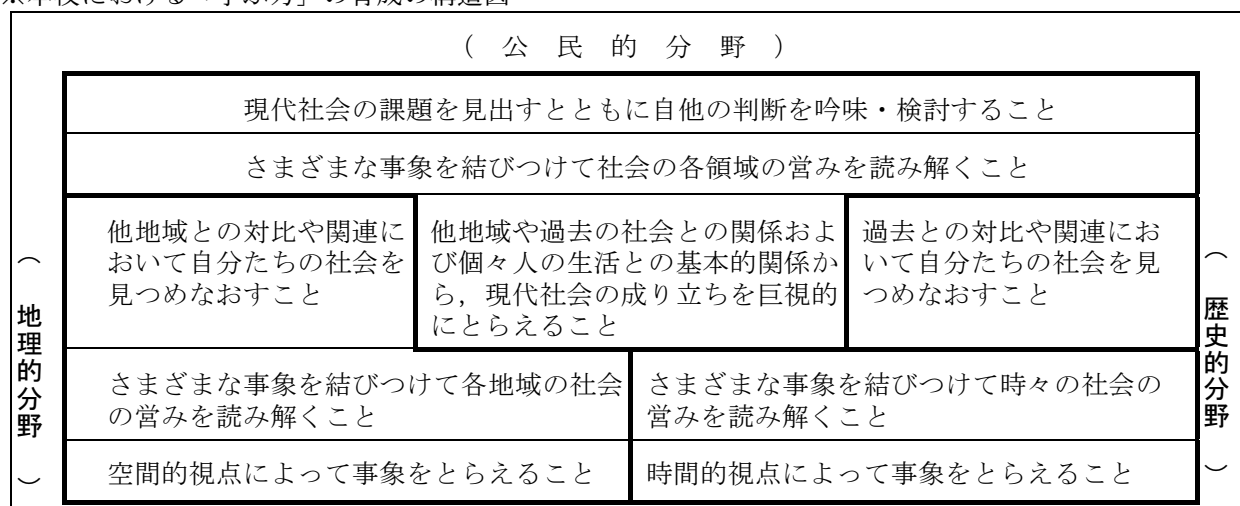 (公民的分野)
現代社会の課題を見出すとともに自他の判断を吟味・検討すること
さまざまな事象を結びつけて社会の各領域の営みを読み解くこと
他地域との対比や関連に
おいて自分たちの社会を
見つめなおすこと
他地域や過去の社会との関係およ
び個々人の生活との基本的関係か
ら，現代社会の成り立ちを巨視的
にとらえること
過去との対比や関連にお
いて自分たちの社会を見
つめなおすこと
(地理的分野)
(歴史的分野)
さまざまな事象を結びつけて各地域の社会
の営みを読み解くこと
さまざまな事象を結びつけて時々の社会の
営みを読み解くこと
空間的視点によって事象をとらえること
時間的視点によって事象をとらえること